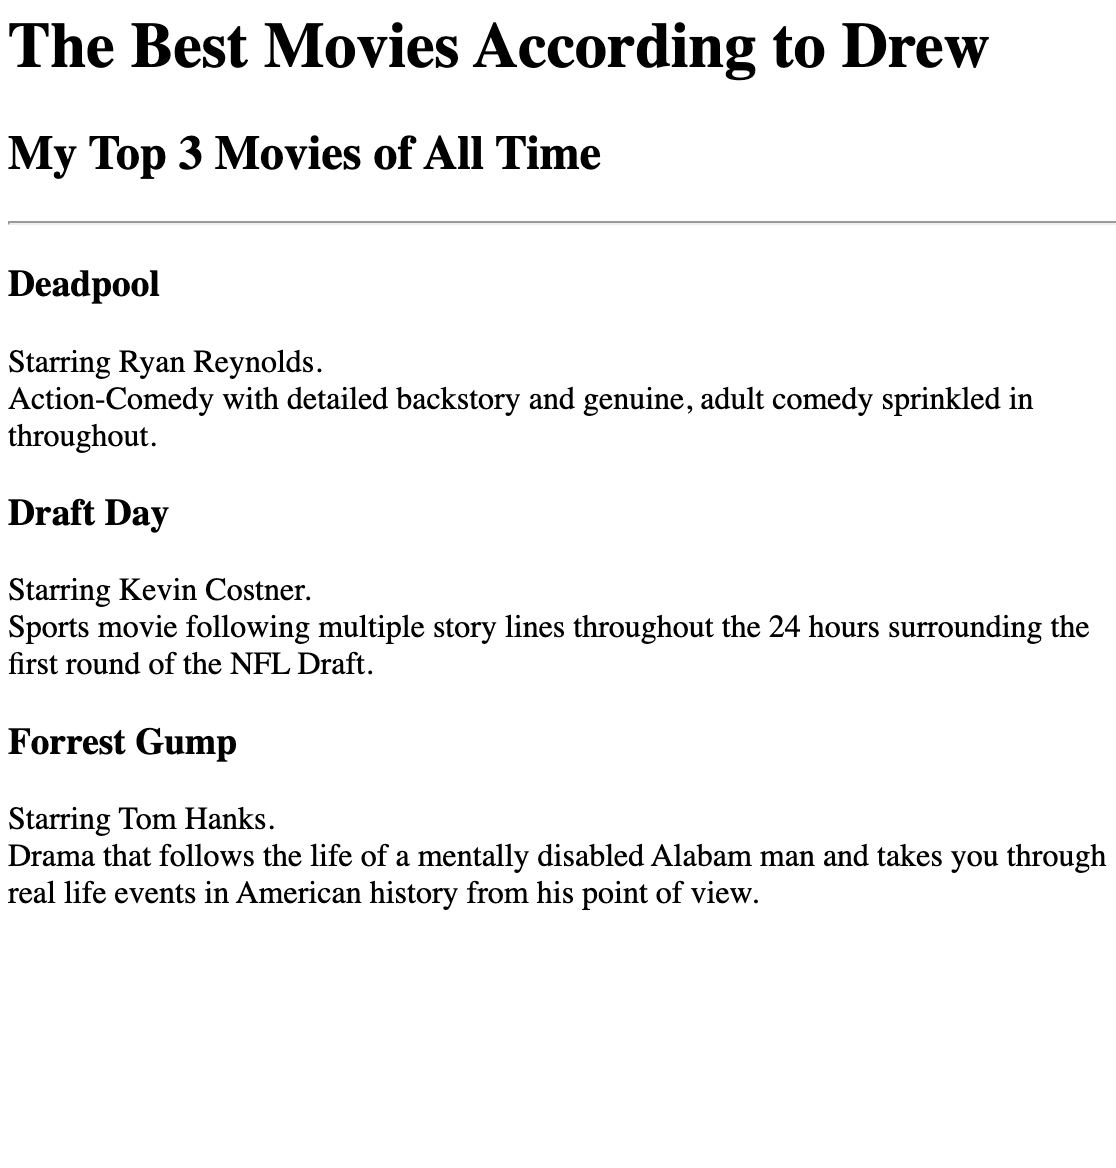 The Best Movies According to Drew
My Top 3 Movies of All Time
Deadpool
Starring Ryan Reynolds.
Action-Comedy with detailed backstory and genuine, adult comedy sprinkled in
throughout.
Draft Day
Starring Kevin Costner.
Sports movie following multiple story lines throughout the 24 hours surrounding the
first round of the NFL Draft.
Forrest Gump
Starring Tom Hanks.
Drama that follows the life of a mentally disabled Alabam man and takes you through
real life events in American history from his point of view.